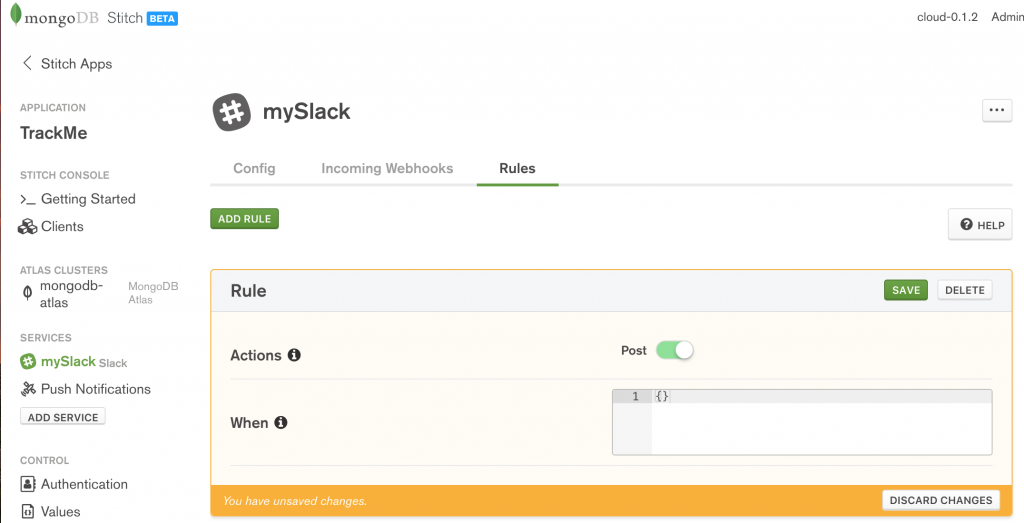 mongoDB Stitch BETA
cloud-0.1.2 Admin
Stitch Apps
APPLICATION
TrackMe
STITCH CONSOLE
Getting Started
Clients
ATLAS CLUSTERS
mongodb-atlas MongoDB Atlas
SERVICES
mySlack Slack
Push Notifications
ADD SERVICE
CONTROL
Authentication
Values
mySlack
Config Incoming Webhooks Rules
ADD RULE
HELP
Rule SAVE DELETE
Actions Post
When 1 {}
You have unsaved changes. DISCARD CHANGES